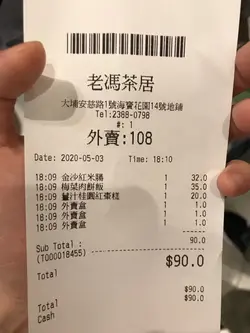 老馮茶居
大埔安慈路1號海寶花園14號地鋪
Tel:2368-0798
#: 1
外賣:108
Date: 2020-05-03 Time: 18:10
18:09 金沙紅米腸 1 32.0
18:09 梅菜肉餅飯 1 35.0
18:09 薑汁桂圓紅棗糕 1 20.0
18:09 外賣盒 1 1.0
18:09 外賣盒 1 1.0
18:09 外賣盒 1 1.0
Sub Total : 90.0
(T000018455)
Total $90.0
Total $90.0
Cash $90.0